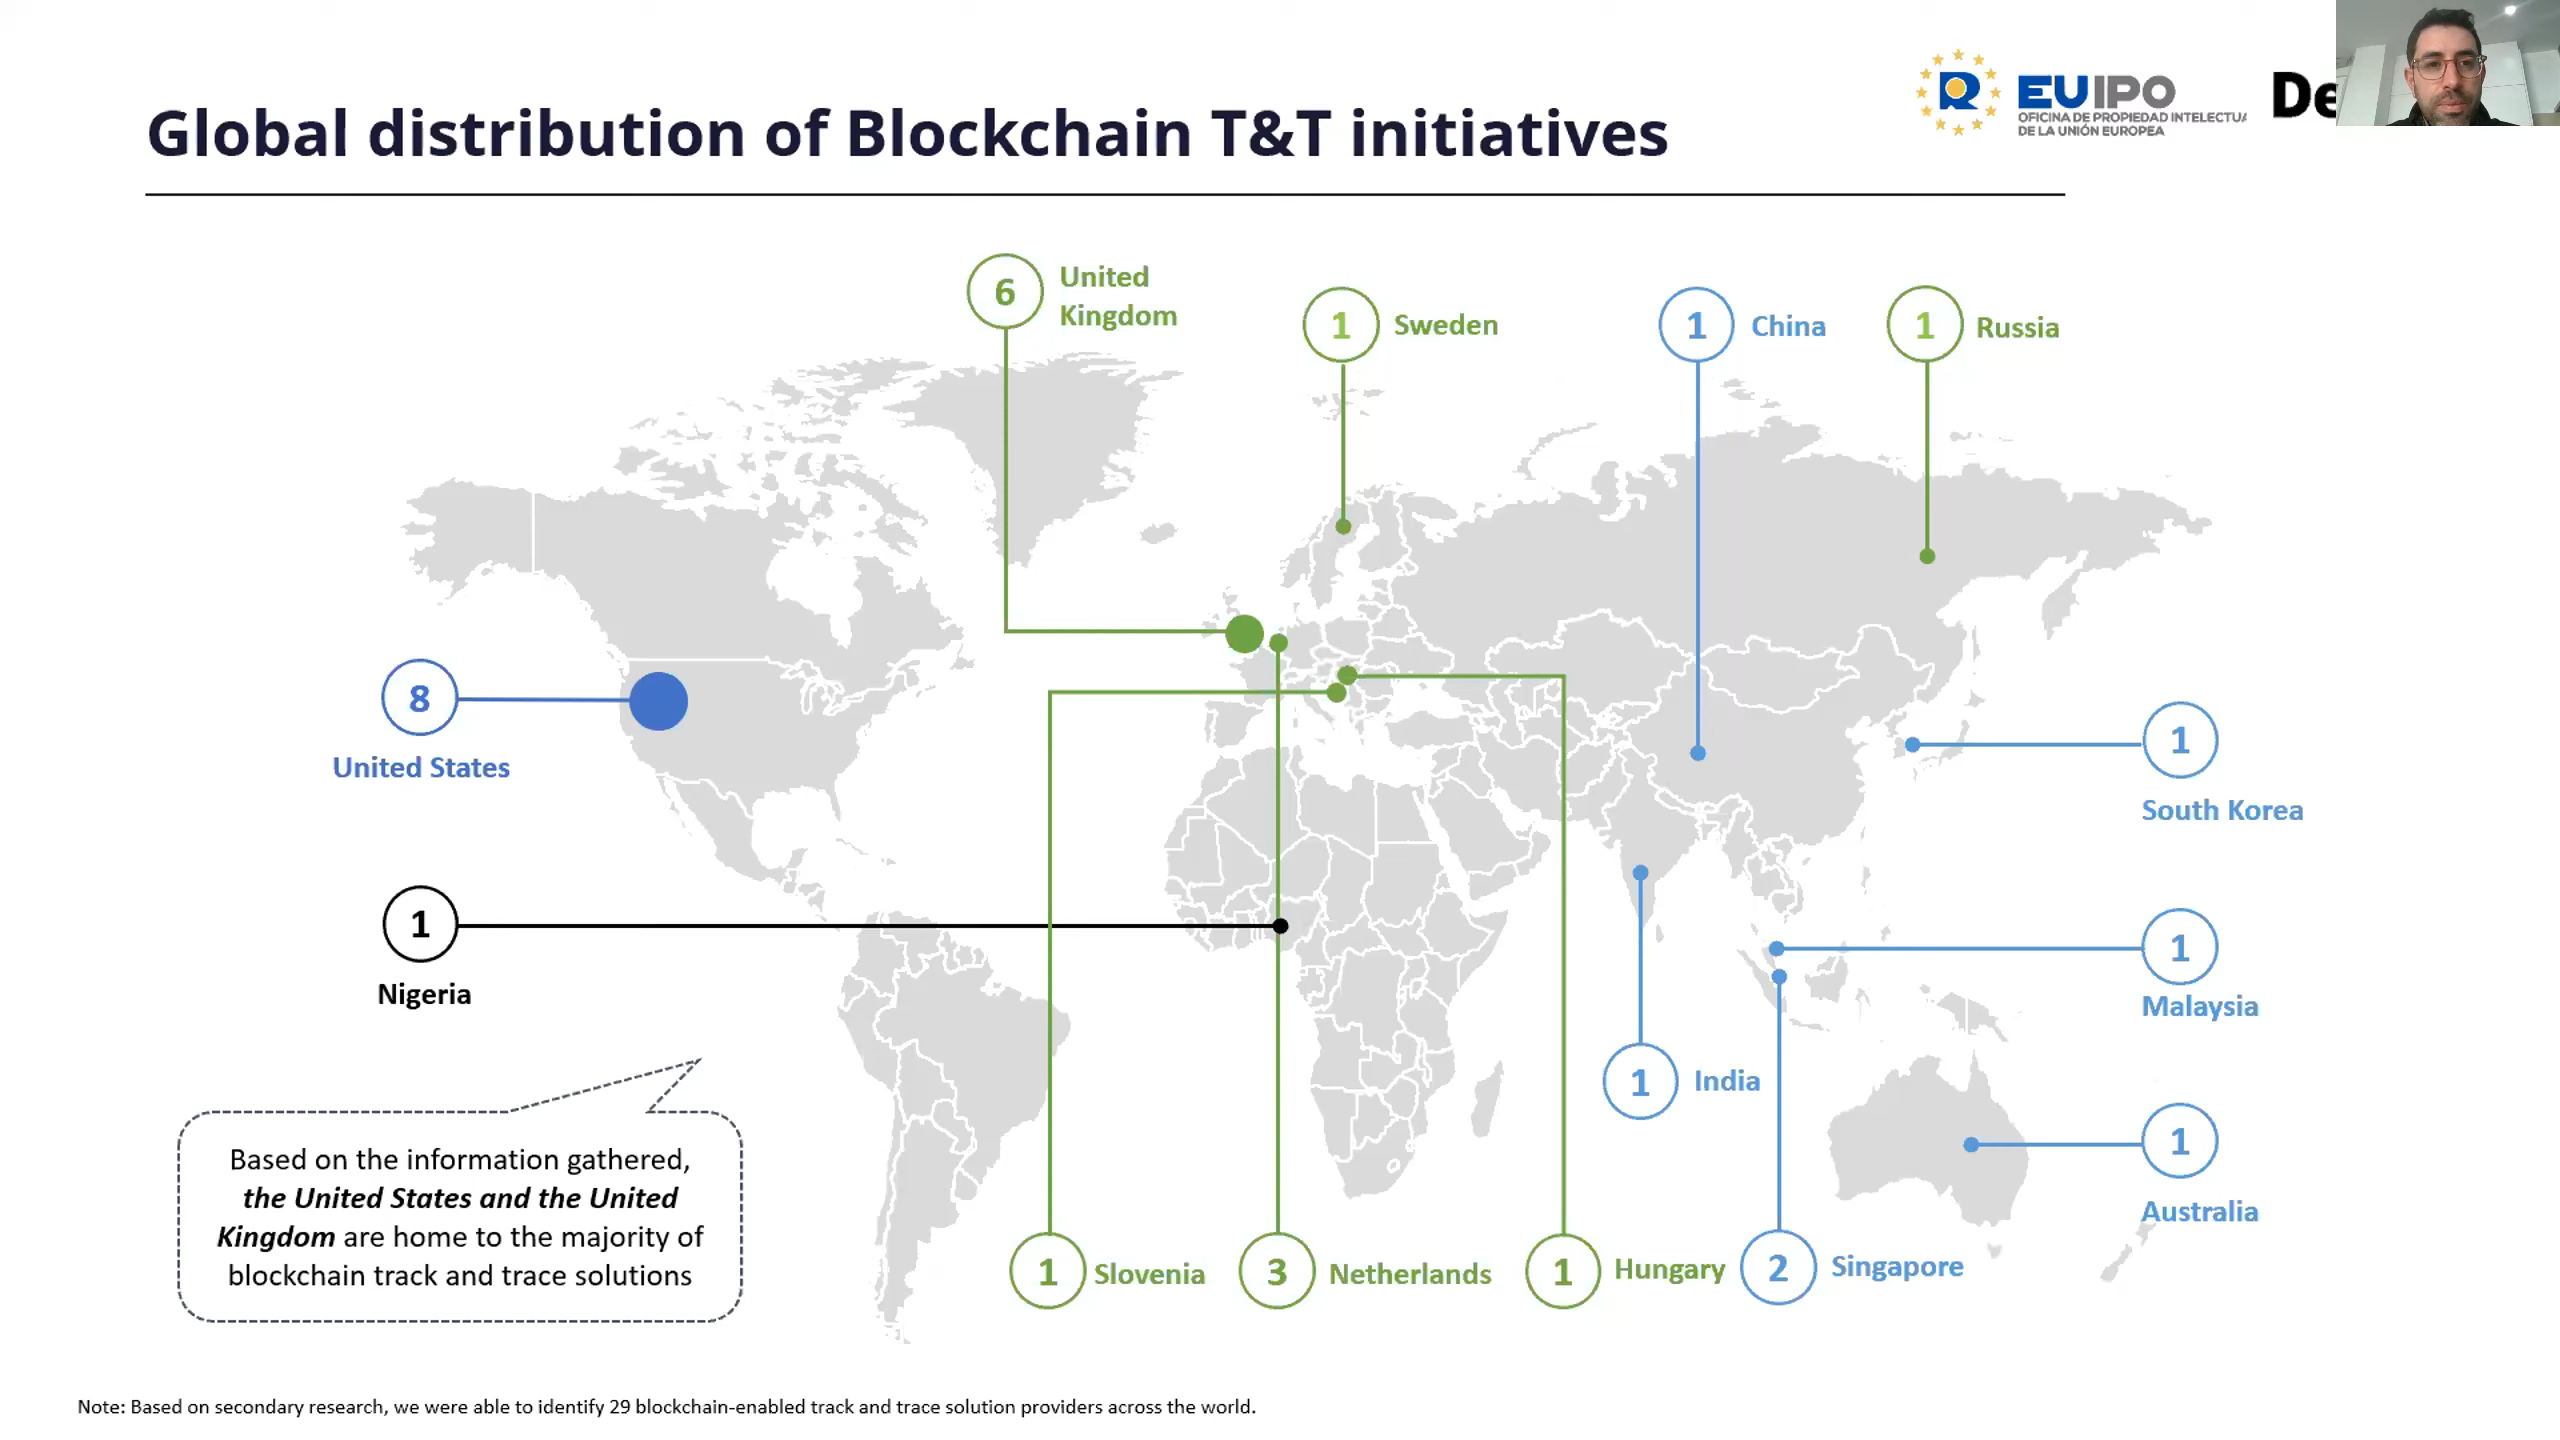 Global distribution of Blockchain T&T initiatives
EUIPO
OFICINA DE PROPIEDAD INTELECTUA
DE LA UNIÓN EUROPEA
De
6
United
Kingdom
1
Sweden
1
China
1
Russia
8
United States
1
South Korea
1
Nigeria
1
Malaysia
1
India
1
Australia
Based on the information gathered,
the United States and the United
Kingdom are home to the majority of
blockchain track and trace solutions
1
Slovenia
3
Netherlands
1
Hungary
2
Singapore
Note: Based on secondary research, we were able to identify 29 blockchain-enabled track and trace solution providers across the world.